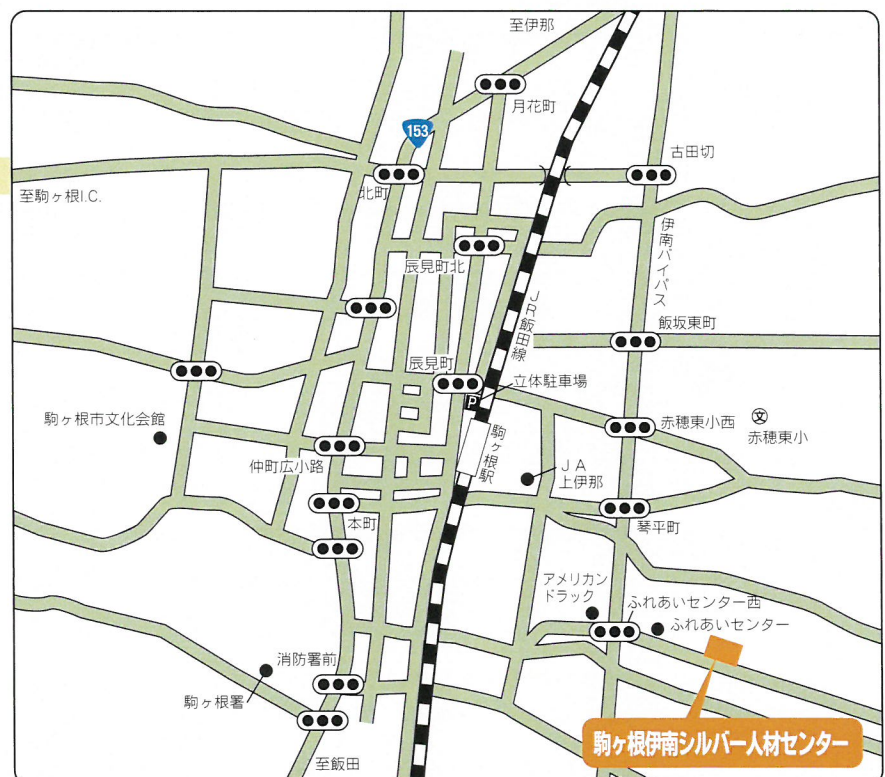 至伊那
月花町
153
古田切
北町
至駒ヶ根I.C.
伊南バイパス
辰見町北
JR飯田線
飯坂東町
辰見町
立体駐車場
P
駒ヶ根市文化会館
赤穂東小西
文
赤穂東小
駒ヶ根駅
仲町広小路
JA
上伊那
本町
琴平町
アメリカン
ドラック
ふれあいセンター西
ふれあいセンター
消防署前
駒ヶ根署
駒ヶ根伊南シルバー人材センター
至飯田